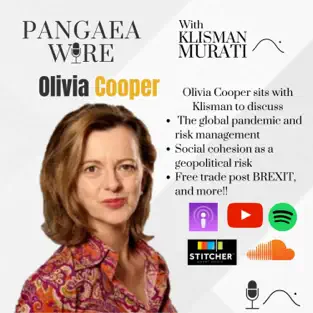 PANGAEA
WIRE
With
KLISMAN
MURATI
Olivia Cooper
Olivia Cooper sits with
Klisman to discuss
• The global pandemic and
risk management
• Social cohesion as a
geopolitical risk
• Free trade post BREXIT,
and more!!
STITCHER